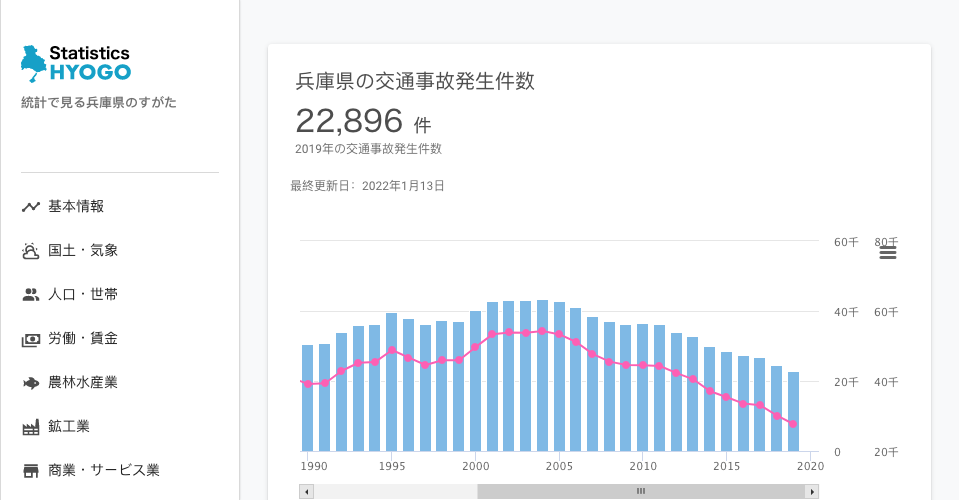 Statistics
HYOGO
統計で見る兵庫県のすがた
基本情報
国土・気象
人口・世帯
労働・賃金
農林水産業
鉱工業
商業・サービス業
兵庫県の交通事故発生件数
22,896 件
2019年の交通事故発生件数
最終更新日：2022年1月13日
60千 80千
40千 60千
20千 40千
0 20千
1990 1995 2000 2005 2010 2015 2020